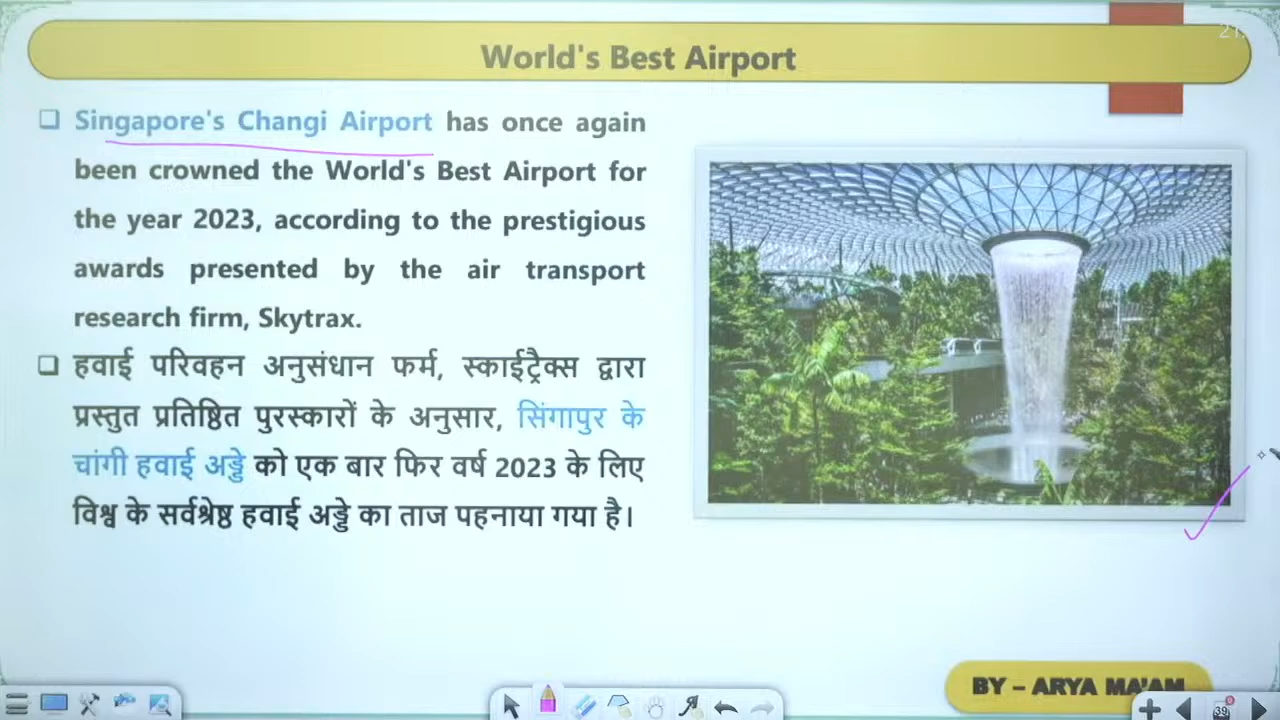 World's Best Airport
Singapore's Changi Airport has once again
been crowned the World's Best Airport for
the year 2023, according to the prestigious
awards presented by the air transport
research firm, Skytrax.
हवाई परिवहन अनुसंधान फर्म, स्काईट्रैक्स द्वारा
प्रस्तुत प्रतिष्ठित पुरस्कारों के अनुसार, सिंगापुर के
चांगी हवाई अड्डे को एक बार फिर वर्ष 2023 के लिए
विश्व के सर्वश्रेष्ठ हवाई अड्डे का ताज पहनाया गया है।
BY – ARYA MA'AM
39